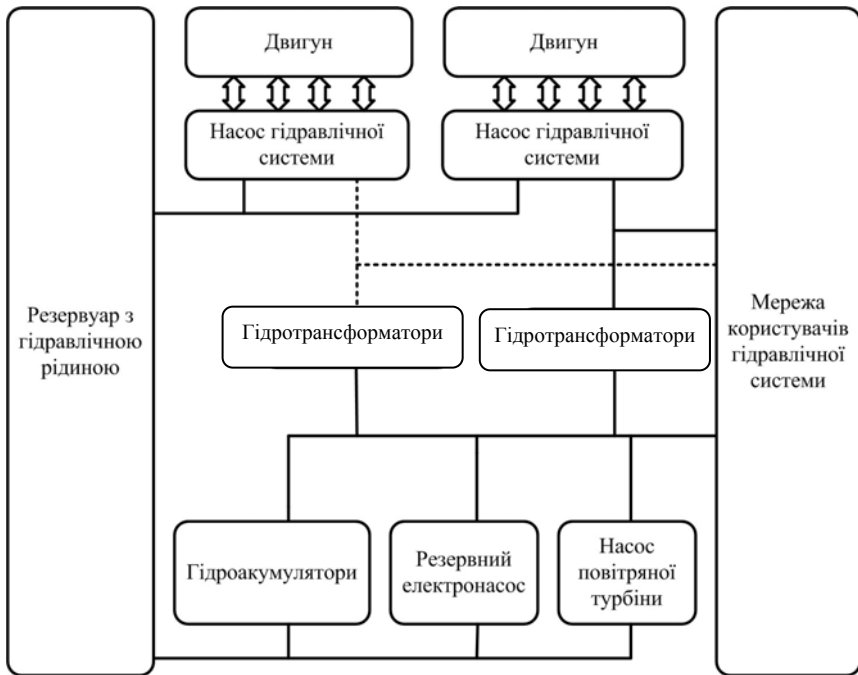 Двигун
Двигун
Насос гідравлічної
системи
Насос гідравлічної
системи
Резервуар з
гідравлічною
рідиною
Гідротрансформатори
Гідротрансформатори
Мережа
користувачів
гідравлічної
системи
Гідроакумулятори
Резервний
електронасос
Насос
повітряної
турбіни